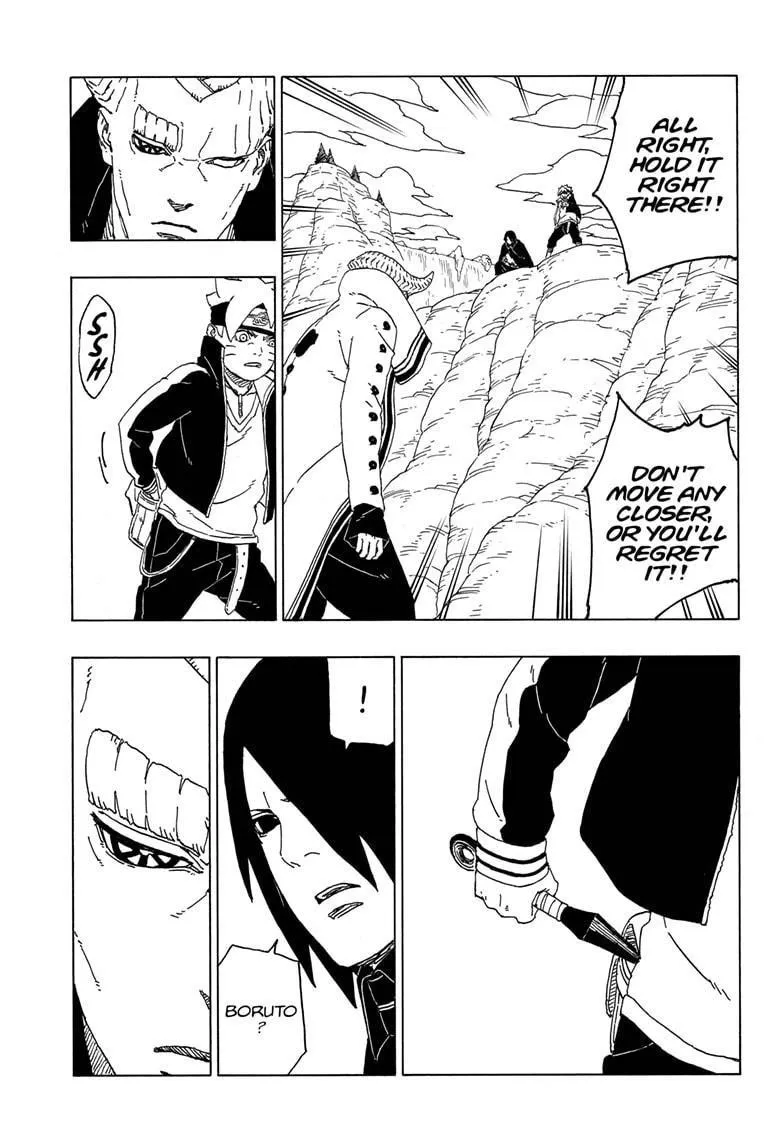 ALL
RIGHT,
HOLD IT
RIGHT
THERE!!
DON'T
MOVE ANY
CLOSER,
OR YOU'LL
REGRET
IT!!
SSH
!
BORUTO
?